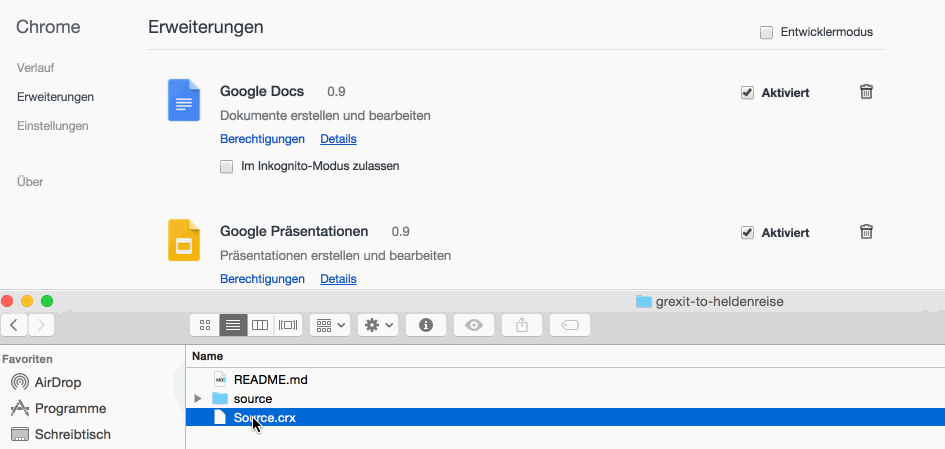 Chrome
Erweiterungen
Entwicklermodus
Verlauf
Erweiterungen
Einstellungen
Über
Google Docs 0.9
Aktiviert
Dokumente erstellen und bearbeiten
Berechtigungen Details
Im Inkognito-Modus zulassen
Google Präsentationen 0.9
Aktiviert
Präsentationen erstellen und bearbeiten
Berechtigungen Details
grexit-to-heldenreise
Favoriten
AirDrop
Programme
Schreibtisch
Name
README.md
source
Source.crx